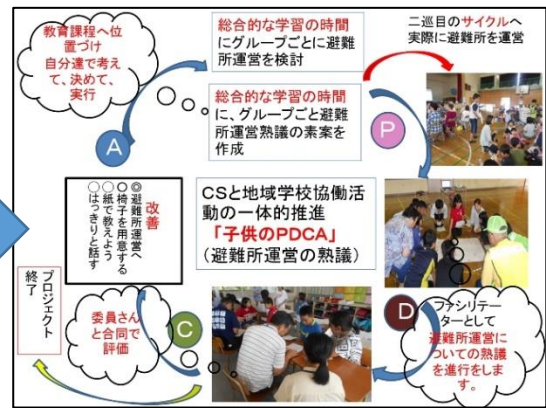 教育課程へ位
置づけ
自分達で考え
て、決めて、
実行
総合的な学習の時間
にグループごとに避難
所運営を検討
二巡目のサイクルへ
実際に避難所を運営
総合的な学習の時間
に、グループごと避難
所運営熟議の素案を
作成
A
P
改善
◎避難所運営へ
○椅子を用意する
○紙で教えよう
○はっきりと話す
CSと地域学校協働活
動の一体的推進
「子供のPDCA」
(避難所運営の熟議)
プロジェクト
終了
委員さん
と合同で
評価
C
D
ファシリテー
ターとして
避難所運営に
ついての熟議
を進行をしま
す。